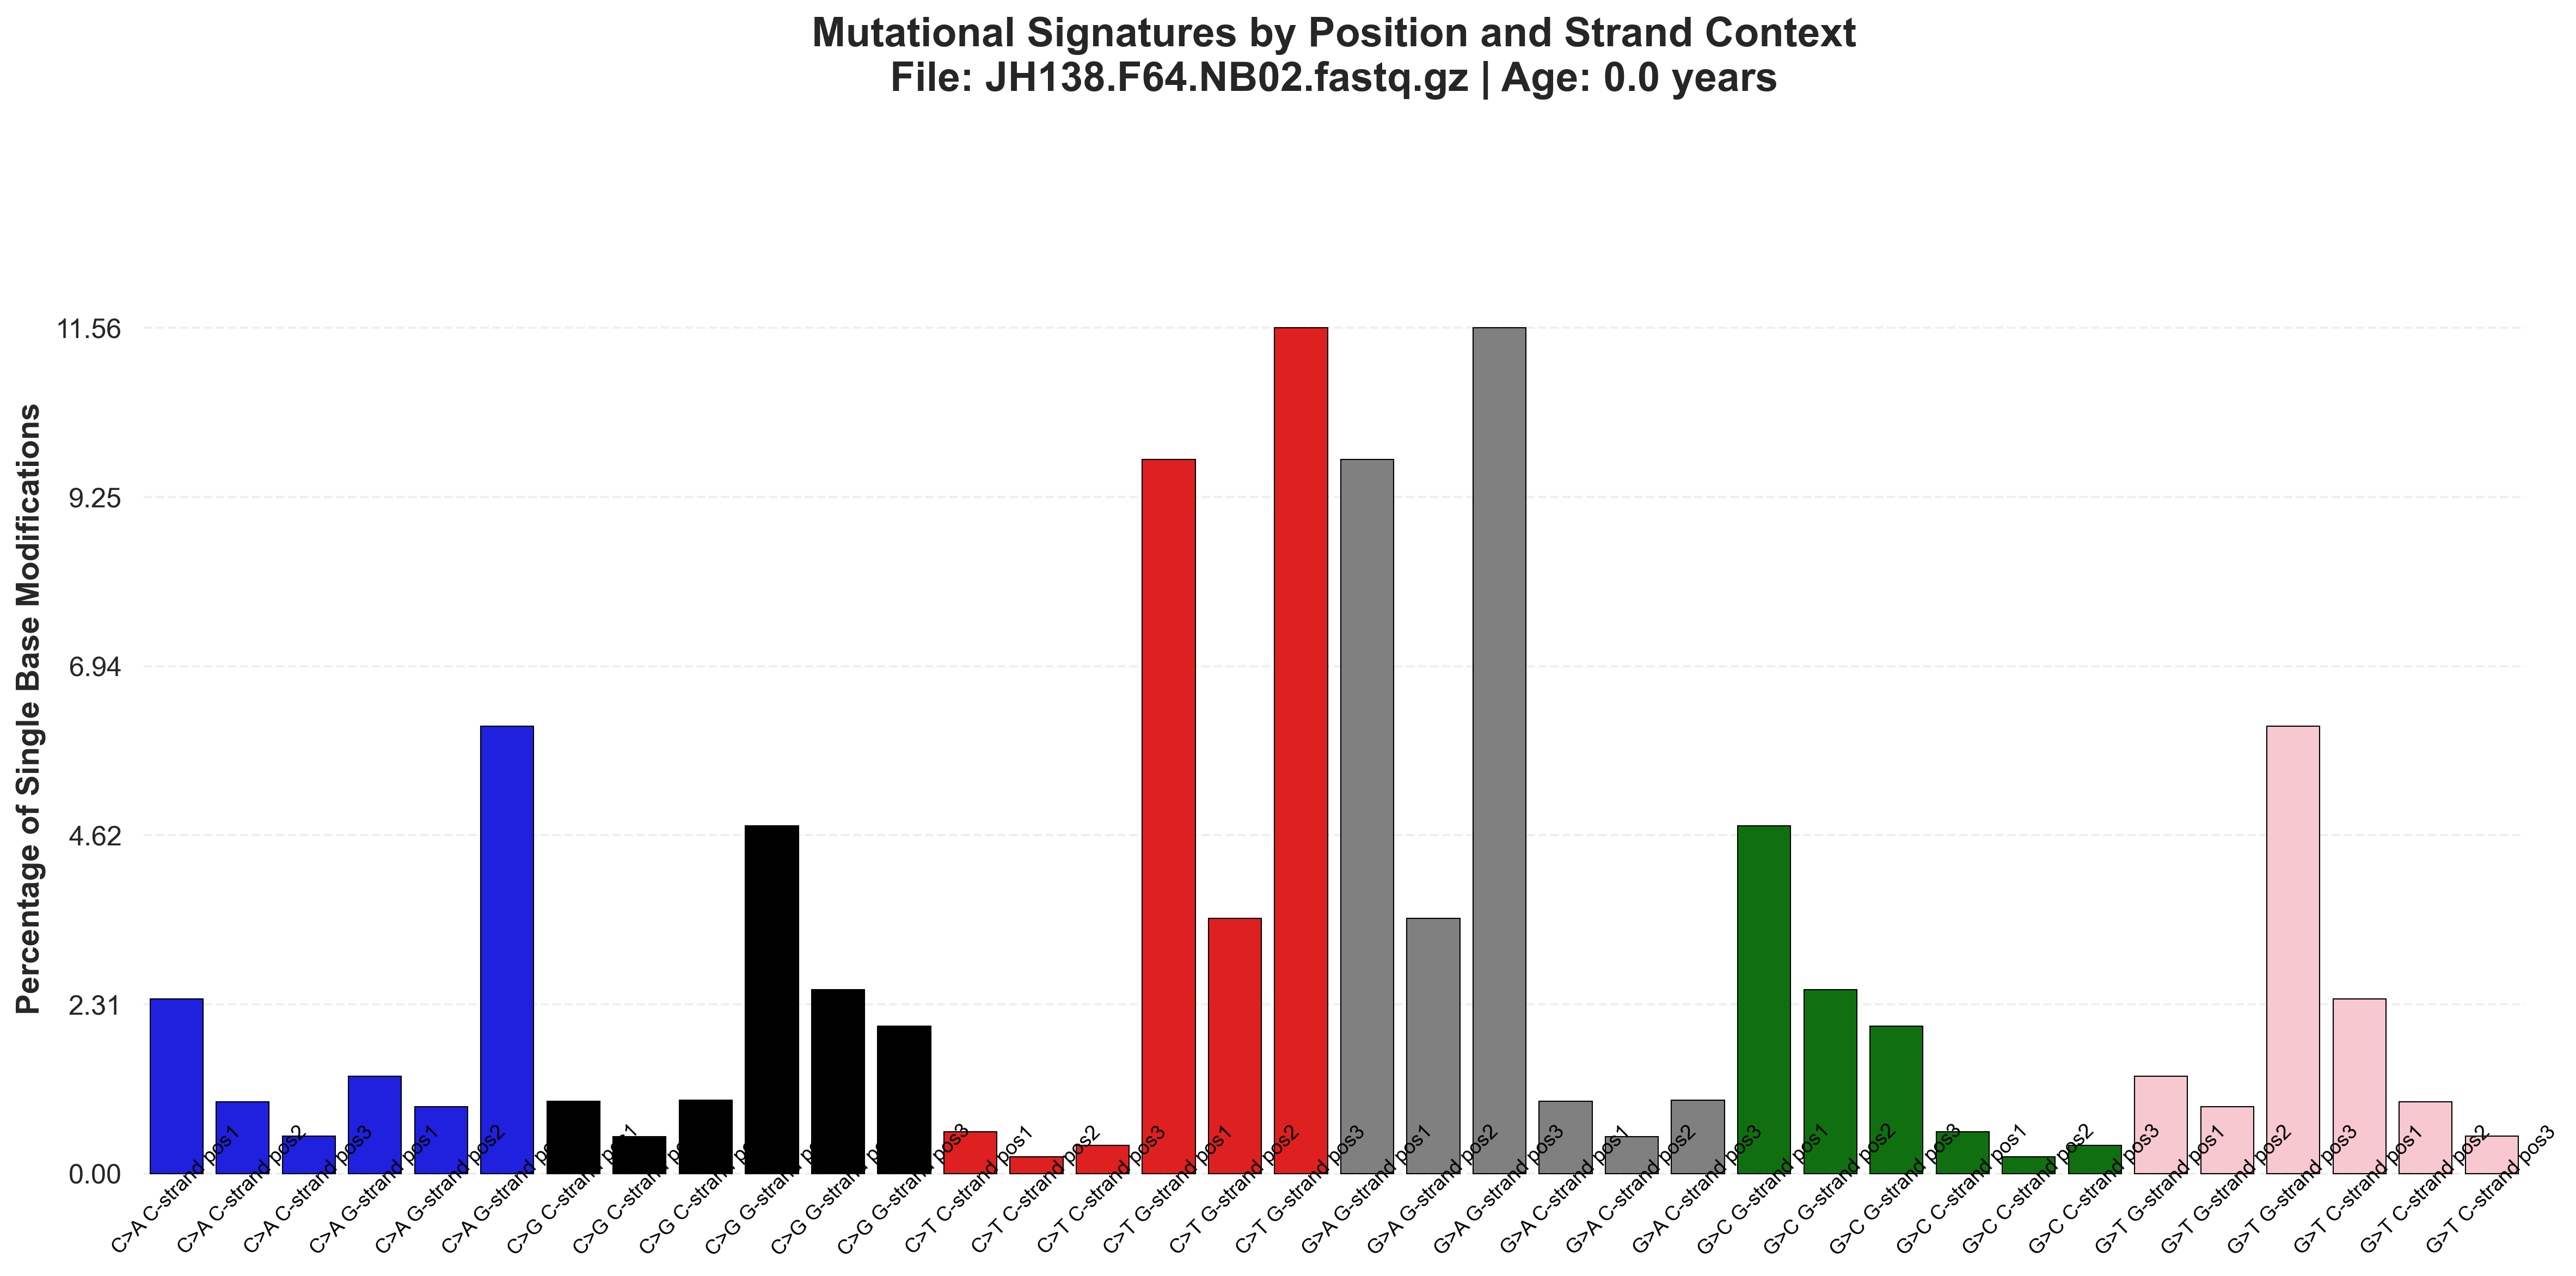 Mutational Signatures by Position and Strand Context
File: JH138.F64.NB02.fastq.gz | Age: 0.0 years
Percentage of Single Base Modifications
11.56
9.25
6.94
4.62
2.31
0.00
C>A C-strand pos1
C>A C-strand pos2
C>A C-strand pos3
C>A G-strand pos1
C>A G-strand pos2
C>A G-strand pos3
C>G C-strand pos1
C>G C-strand pos2
C>G C-strand pos3
C>G G-strand pos1
C>G G-strand pos2
C>G G-strand pos3
C>T C-strand pos1
C>T C-strand pos2
C>T C-strand pos3
C>T G-strand pos1
C>T G-strand pos2
C>T G-strand pos3
G>A G-strand pos1
G>A G-strand pos2
G>A G-strand pos3
G>A C-strand pos1
G>A C-strand pos2
G>A C-strand pos3
G>C G-strand pos1
G>C G-strand pos2
G>C G-strand pos3
G>C C-strand pos1
G>C C-strand pos2
G>C C-strand pos3
G>T G-strand pos1
G>T G-strand pos2
G>T G-strand pos3
G>T C-strand pos1
G>T C-strand pos2
G>T C-strand pos3